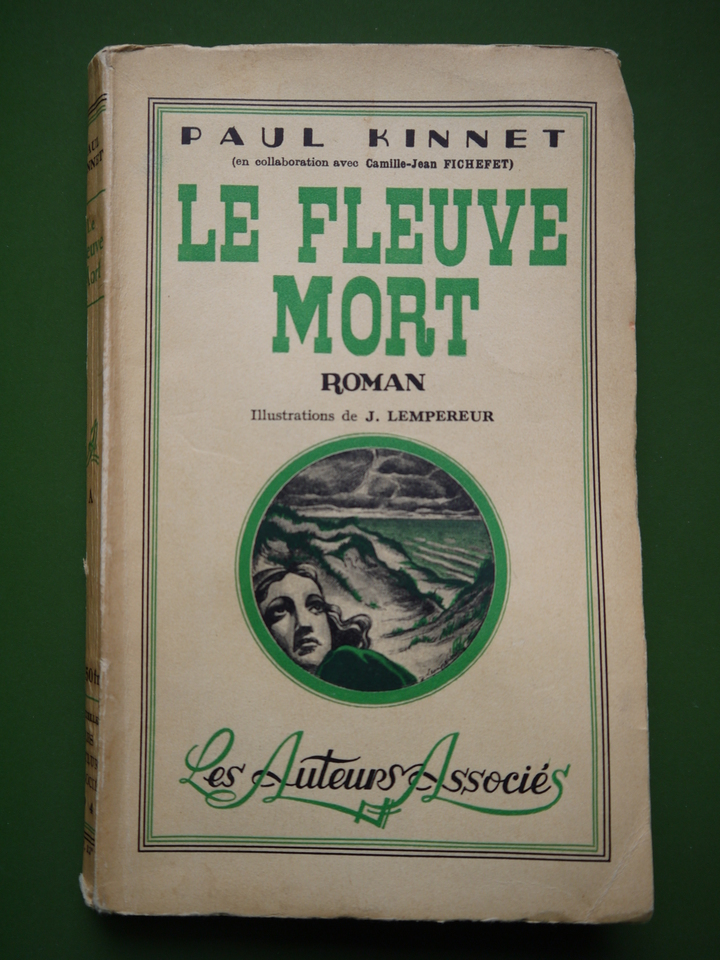 PAUL KINNET
(en collaboration avec Camille-Jean FICHEFET)
LE FLEUVE
MORT
ROMAN
Illustrations de J. LEMPEREUR
Les Auteurs Associés